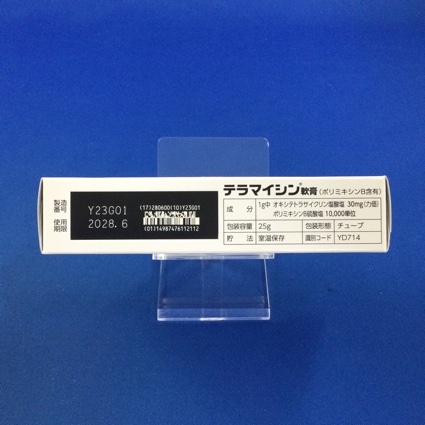 製造番号 Y23G01
使用期限 2028.6
(17)280600(10)Y23G01
(01)14987476112112
テラマイシン®軟膏(ポリミキシンB含有)
成分 1g中 オキシテトラサイクリン塩酸塩 30mg(力価)
ポリミキシンB硫酸塩 10,000単位
包装容量 25g 包装形態 チューブ
貯法 室温保存 識別コード YD714